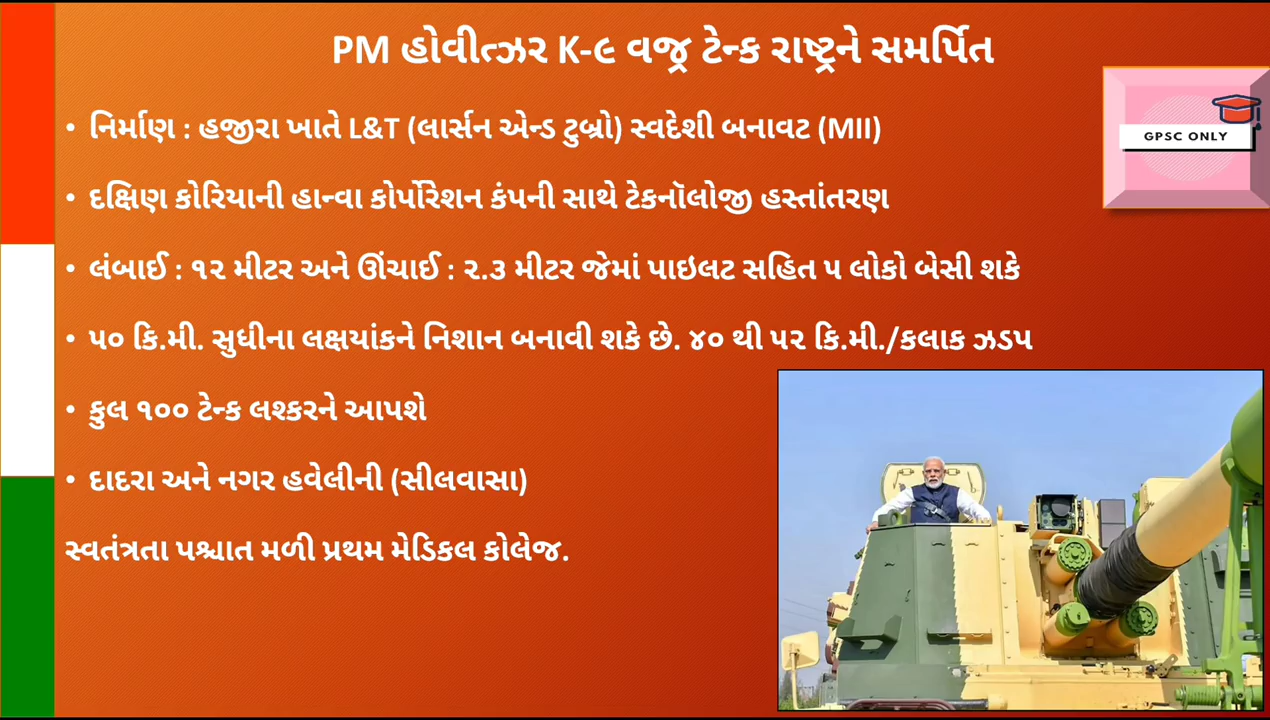 PM હોવીત્ઝર K-૯ વજ્ર ટેન્ક રાષ્ટ્રને સમર્પિત
GPSC ONLY
• નિર્માણ : હજીરા ખાતે L&T (લાર્સન એન્ડ ટુબ્રો) સ્વદેશી બનાવટ (MII)
• દક્ષિણ કોરિયાની હાન્વા કોર્પોરેશન કંપની સાથે ટેકનૉલોજી હસ્તાંતરણ
• લંબાઈ : ૧૨ મીટર અને ઊંચાઈ : ૨.૩ મીટર જેમાં પાઇલટ સહિત ૫ લોકો બેસી શકે
• ૫૦ કિ.મી. સુધીના લક્ષયાંકને નિશાન બનાવી શકે છે. ૪૦ થી ૫૨ કિ.મી./કલાક ઝડપ
• કુલ ૧૦૦ ટેન્ક લશ્કરને આપશે
• દાદરા અને નગર હવેલીની (સીલવાસા)
સ્વતંત્રતા પશ્ચાત મળી પ્રથમ મેડિકલ કોલેજ.